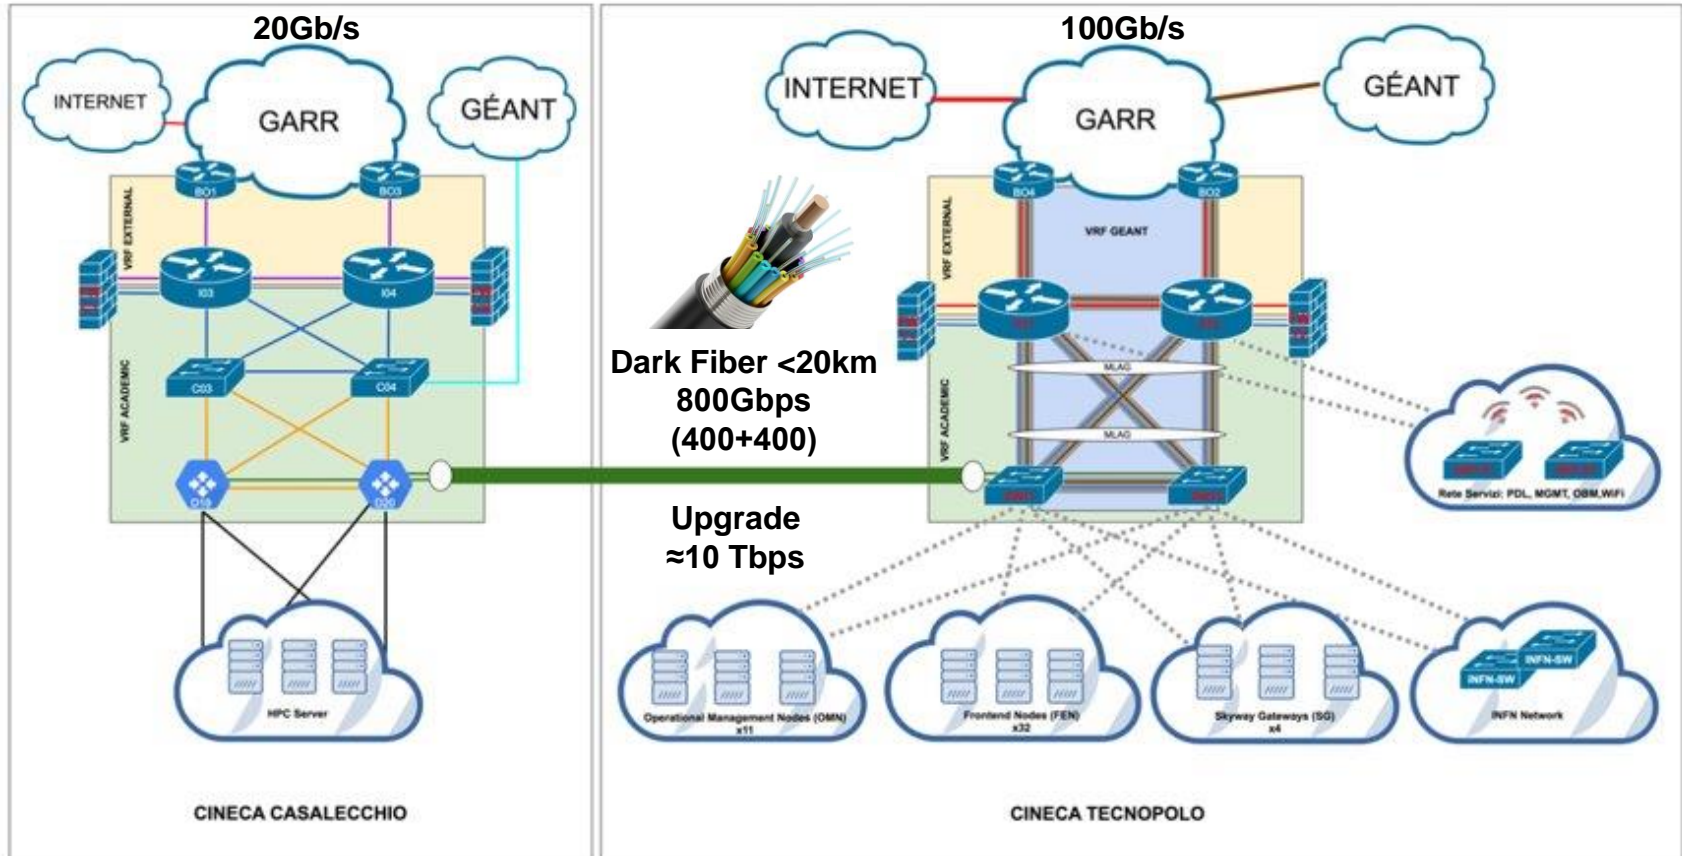 20Gb/s
INTERNET
GARR
GÉANT
BO1
BO3
VRF EXTERNAL
I03
I04
VRF ACADEMIC
C03
C04
D20
HPC Server
CINECA CASALECCHIO
Dark Fiber <20km
800Gbps
(400+400)
Upgrade
≈10 Tbps
100Gb/s
INTERNET
GARR
GÉANT
BO4
BO2
VRF EXTERNAL
VRF GEANT
VRF ACADEMIC
MLAG
MLAG
Rete Servizi: PDL, MGMT, OBM,WiFi
Operational Management Nodes (OMN)
x11
Frontend Nodes (FEN)
x32
Skyway Gateways (SG)
x4
INFN-SW
INFN-SW
INFN Network
CINECA TECNOPOLO